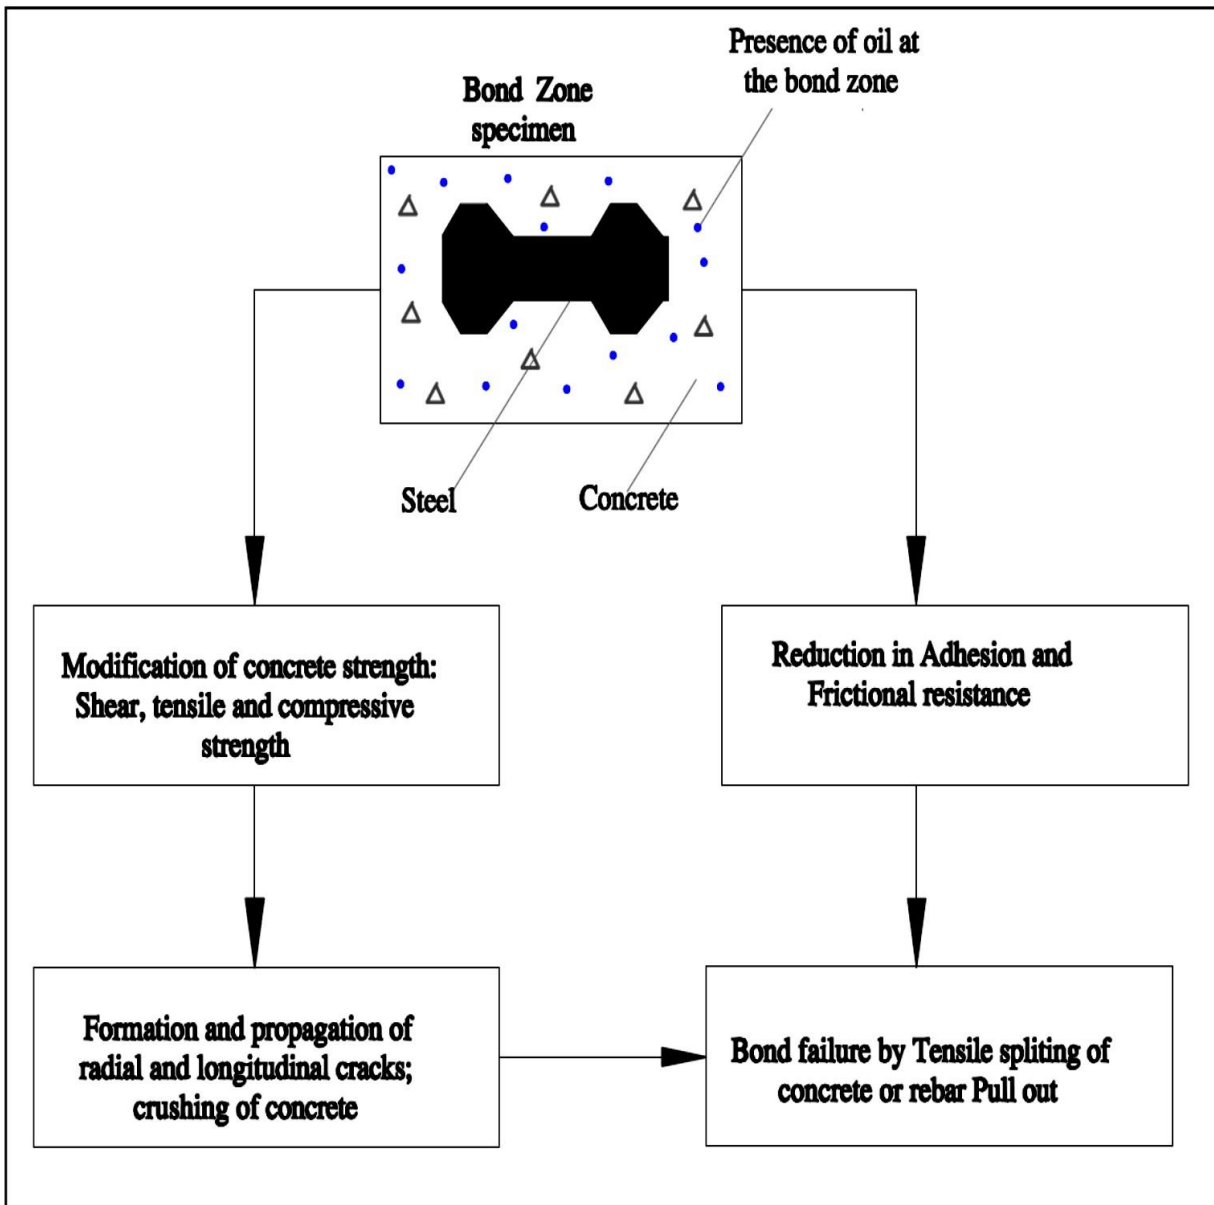 Presence of oil at
the bond zone
Bond Zone
specimen
Steel
Concrete
Modification of concrete strength:
Shear, tensile and compressive
strength
Reduction in Adhesion and
Frictional resistance
Formation and propagation of
radial and longitudinal cracks;
crushing of concrete
Bond failure by Tensile spliting of
concrete or rebar Pull out